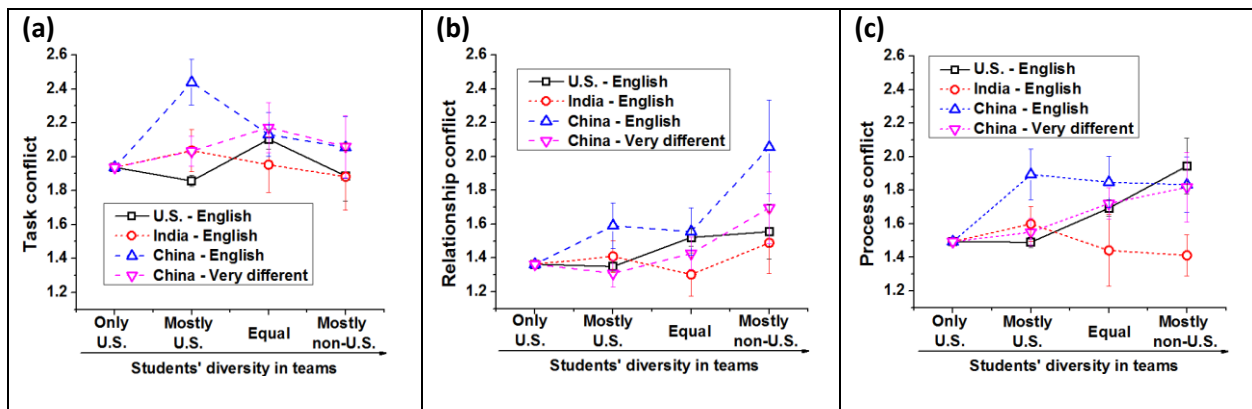 (a)
2.6
2.4
2.2
2.0
1.8
1.6
1.4
1.2
Task conflict
U.S. - English
India - English
China - English
China - Very different
Only
U.S.
Mostly
U.S.
Equal
Mostly
non-U.S.
Students' diversity in teams
(b)
2.6
2.4
2.2
2.0
1.8
1.6
1.4
1.2
Relationship conflict
U.S. - English
India - English
China - English
China - Very different
Only
U.S.
Mostly
U.S.
Equal
Mostly
non-U.S.
Students' diversity in teams
(c)
2.6
2.4
2.2
2.0
1.8
1.6
1.4
1.2
Process conflict
U.S. - English
India - English
China - English
China - Very different
Only
U.S.
Mostly
U.S.
Equal
Mostly
non-U.S.
Students' diversity in teams